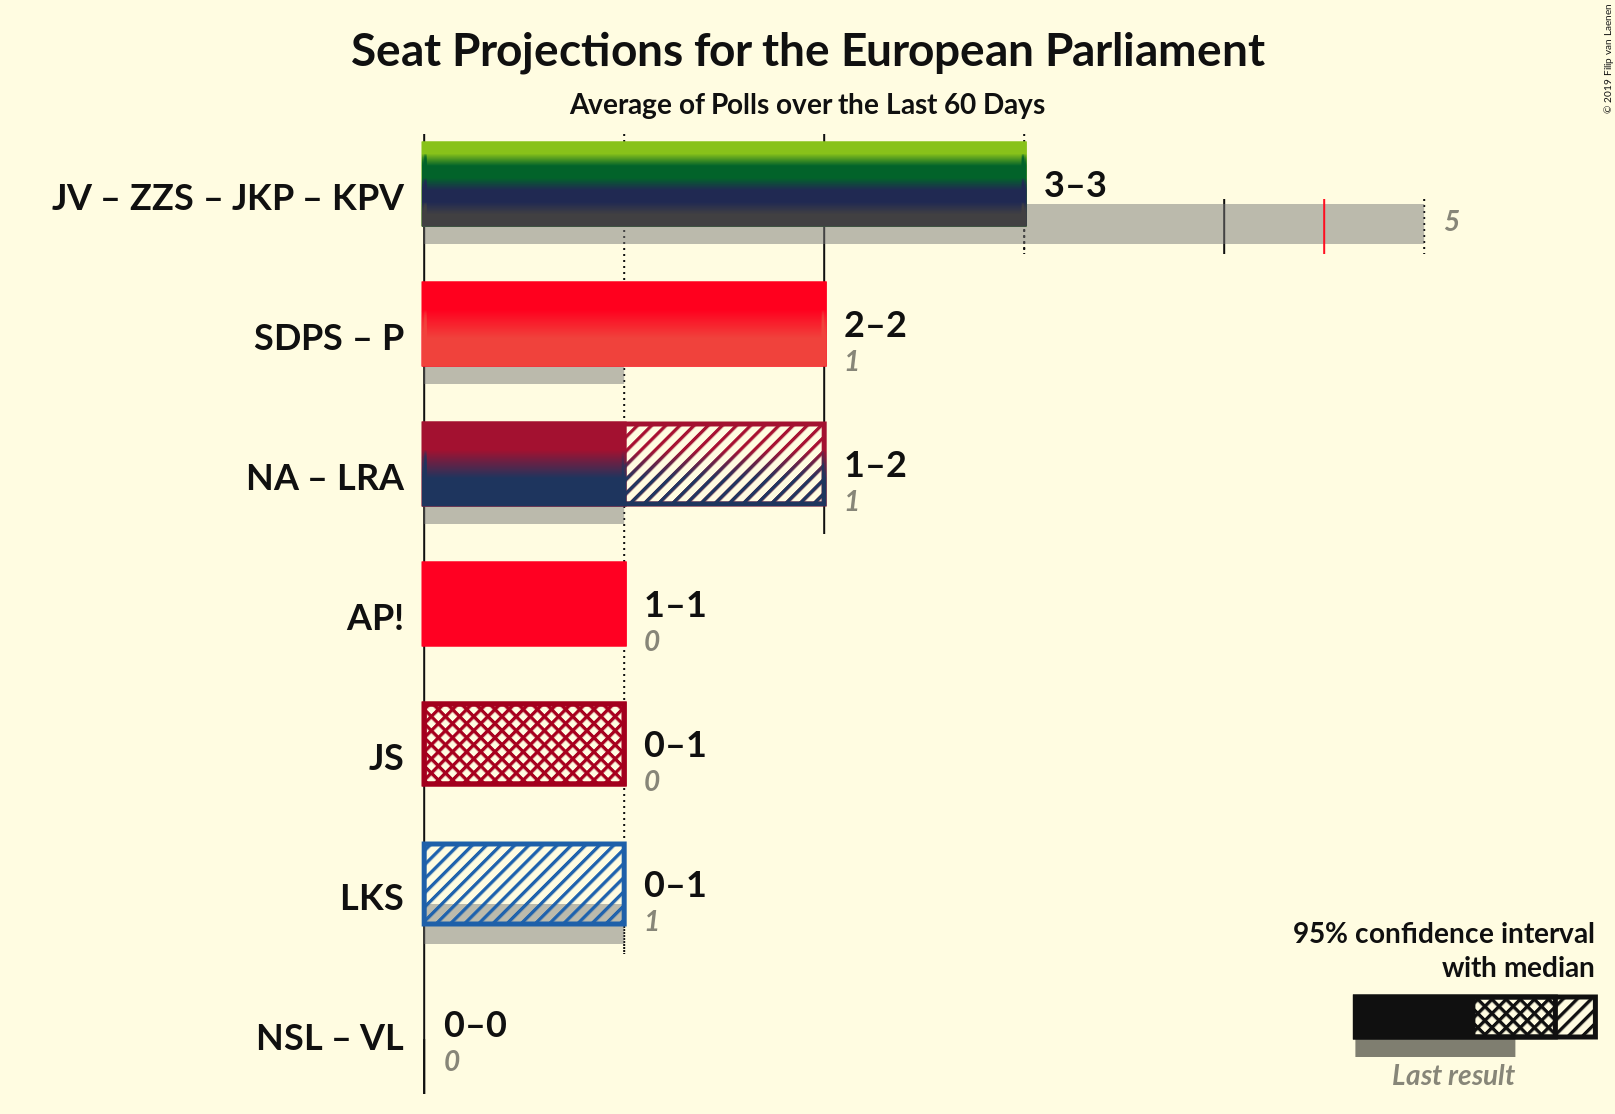 Seat Projections for the European Parliament
Average of Polls over the Last 60 Days
© 2019 Filip van Laenen
JV – ZZS – JKP – KPV
3–3
5
SDPS – P
2–2
1
NA – LRA
1–2
1
AP!
1–1
0
JS
0–1
0
LKS
0–1
1
NSL – VL
0–0
0
95% confidence interval
with median
Last result